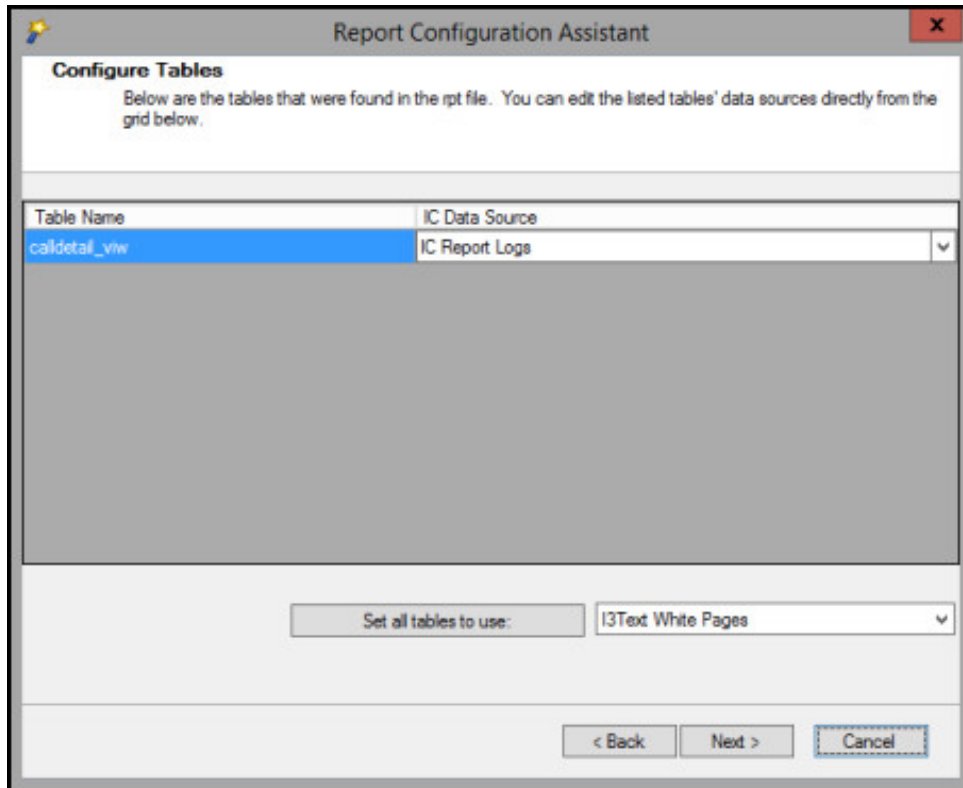 Report Configuration Assistant
x
Configure Tables
Below are the tables that were found in the rpt file. You can edit the listed tables' data sources directly from the
grid below.
Table Name IC Data Source
calldetail_viw IC Report Logs
Set all tables to use: I3Text White Pages
< Back Next > Cancel